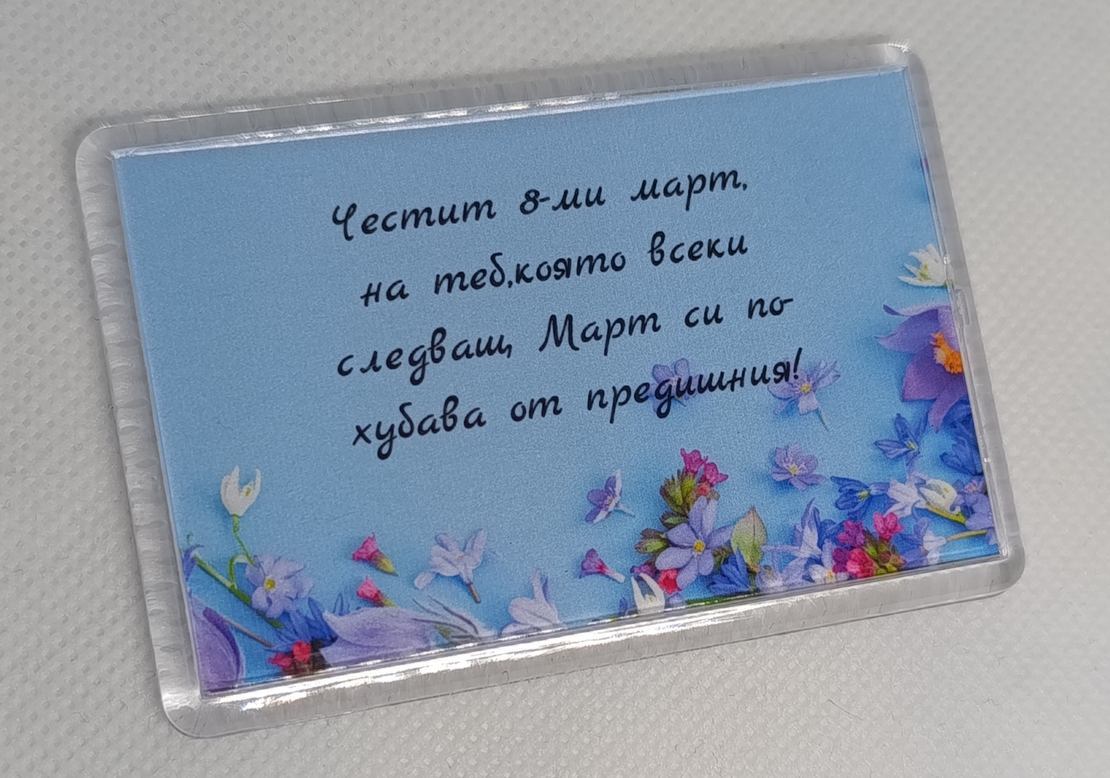 Честит 8-ми март,
на теб,която всеки
следващ Март си по-
хубава от предишния!